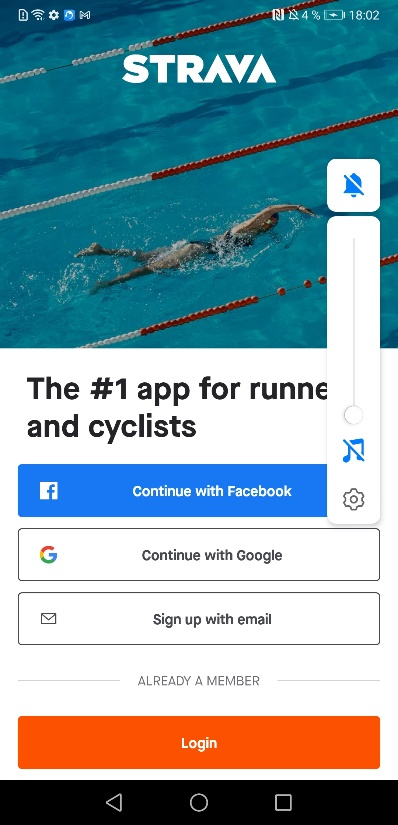 4 % 18:02
STRAVA
The #1 app for runne
and cyclists
Continue with Facebook
Continue with Google
Sign up with email
ALREADY A MEMBER
Login